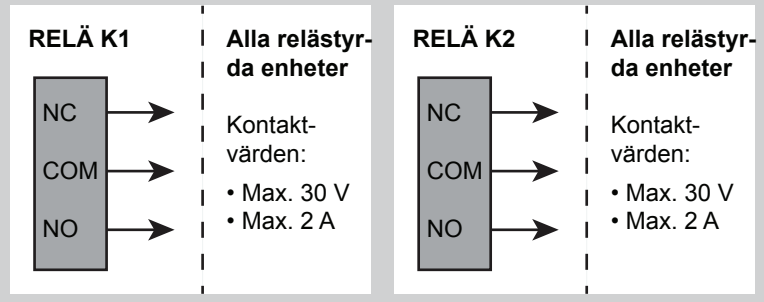 RELÄ K1
NC
COM
NO
Alla relästyr-
da enheter
Kontakt-
värden:
• Max. 30 V
• Max. 2 A
RELÄ K2
NC
COM
NO
Alla relästyr-
da enheter
Kontakt-
värden:
• Max. 30 V
• Max. 2 A